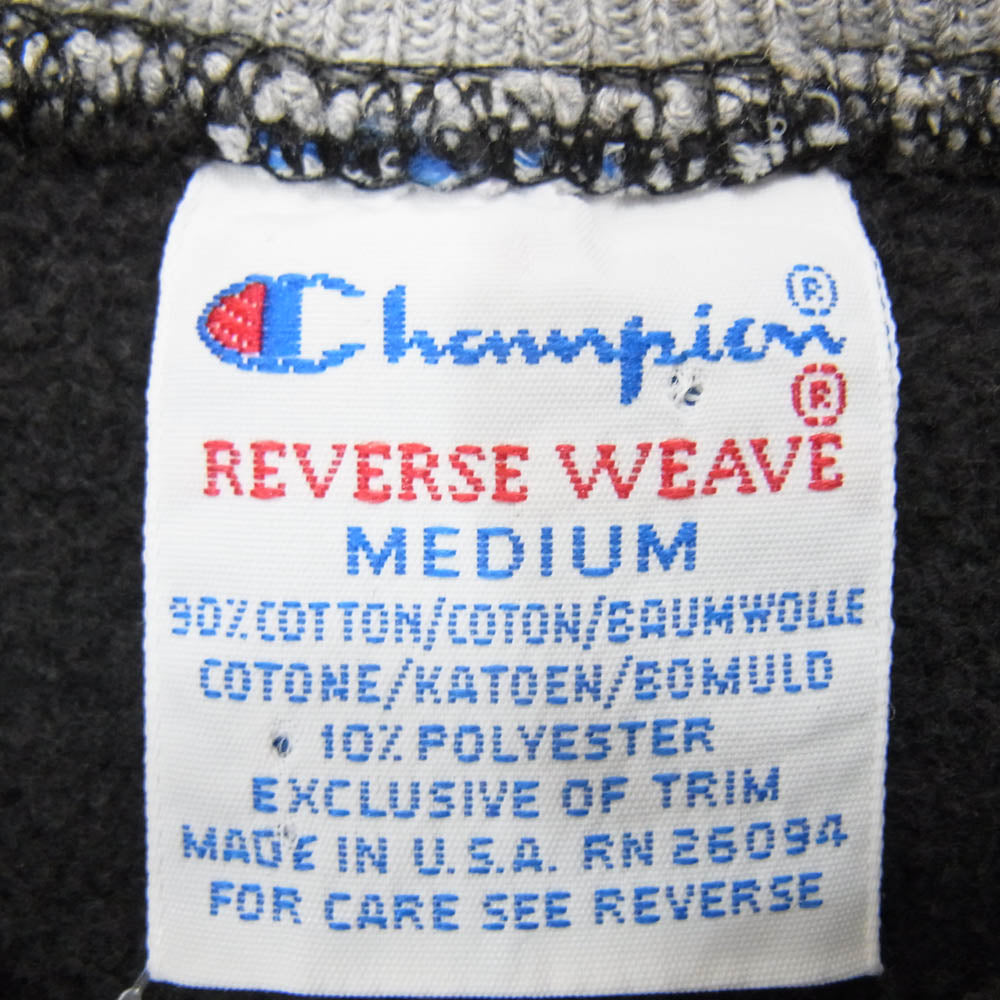 Champion®
®
REVERSE WEAVE
MEDIUM
90% COTTON/COTON/BAUMWOLLE
COTONE/KATOEN/BOMULD
10% POLYESTER
EXCLUSIVE OF TRIM
MADE IN U.S.A. RN 26094
FOR CARE SEE REVERSE